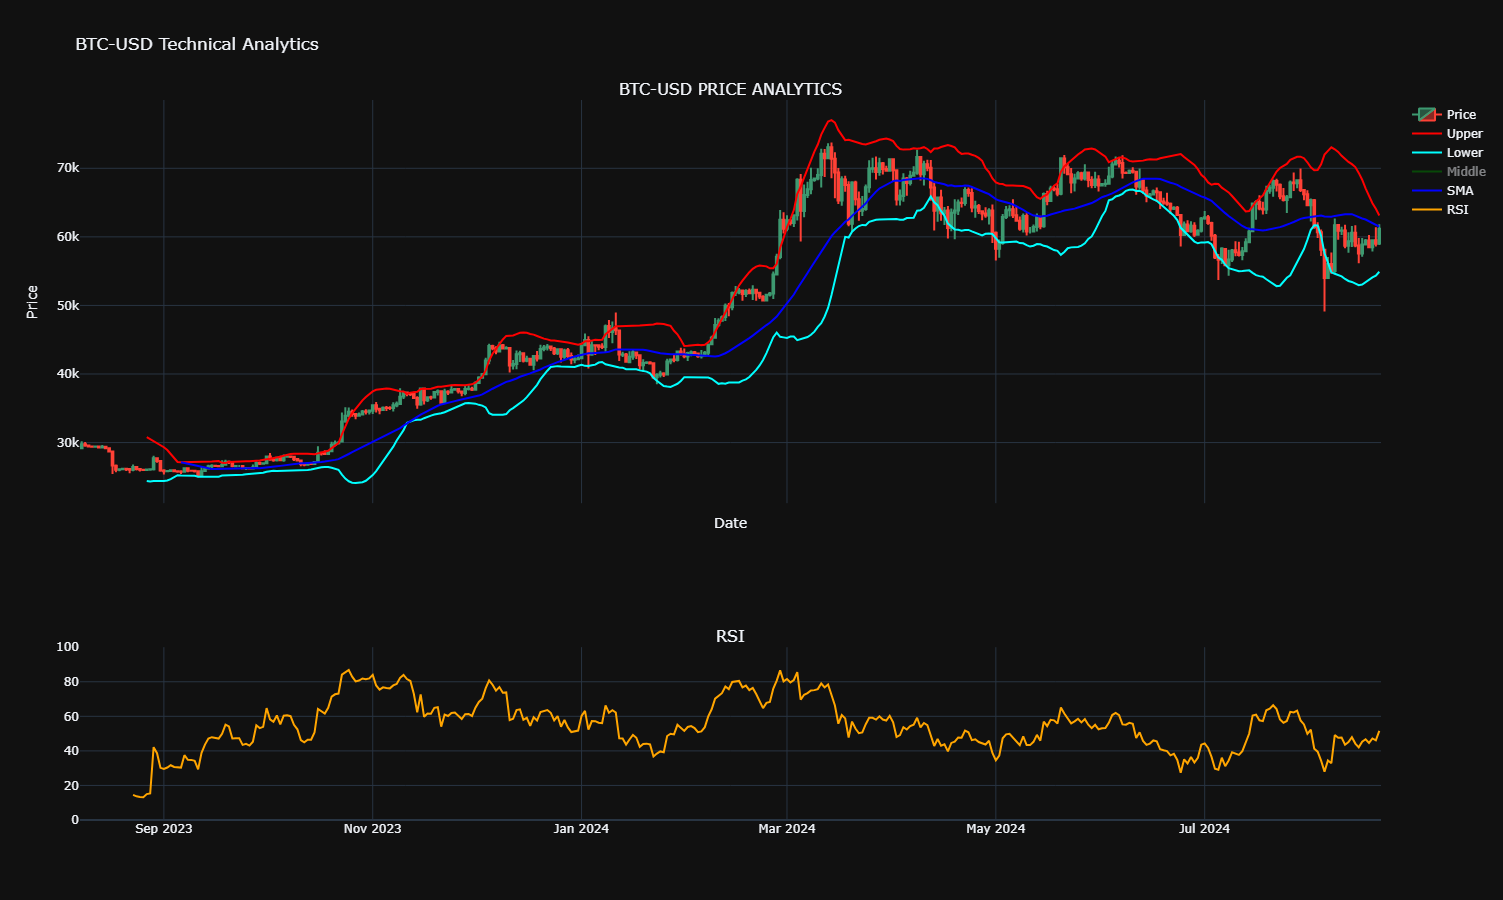 BTC-USD Technical Analytics
BTC-USD PRICE ANALYTICS
Price
Upper
Lower
Middle
SMA
RSI
70k
60k
50k
40k
30k
Price
Date
RSI
100
80
60
40
20
0
Sep 2023
Nov 2023
Jan 2024
Mar 2024
May 2024
Jul 2024